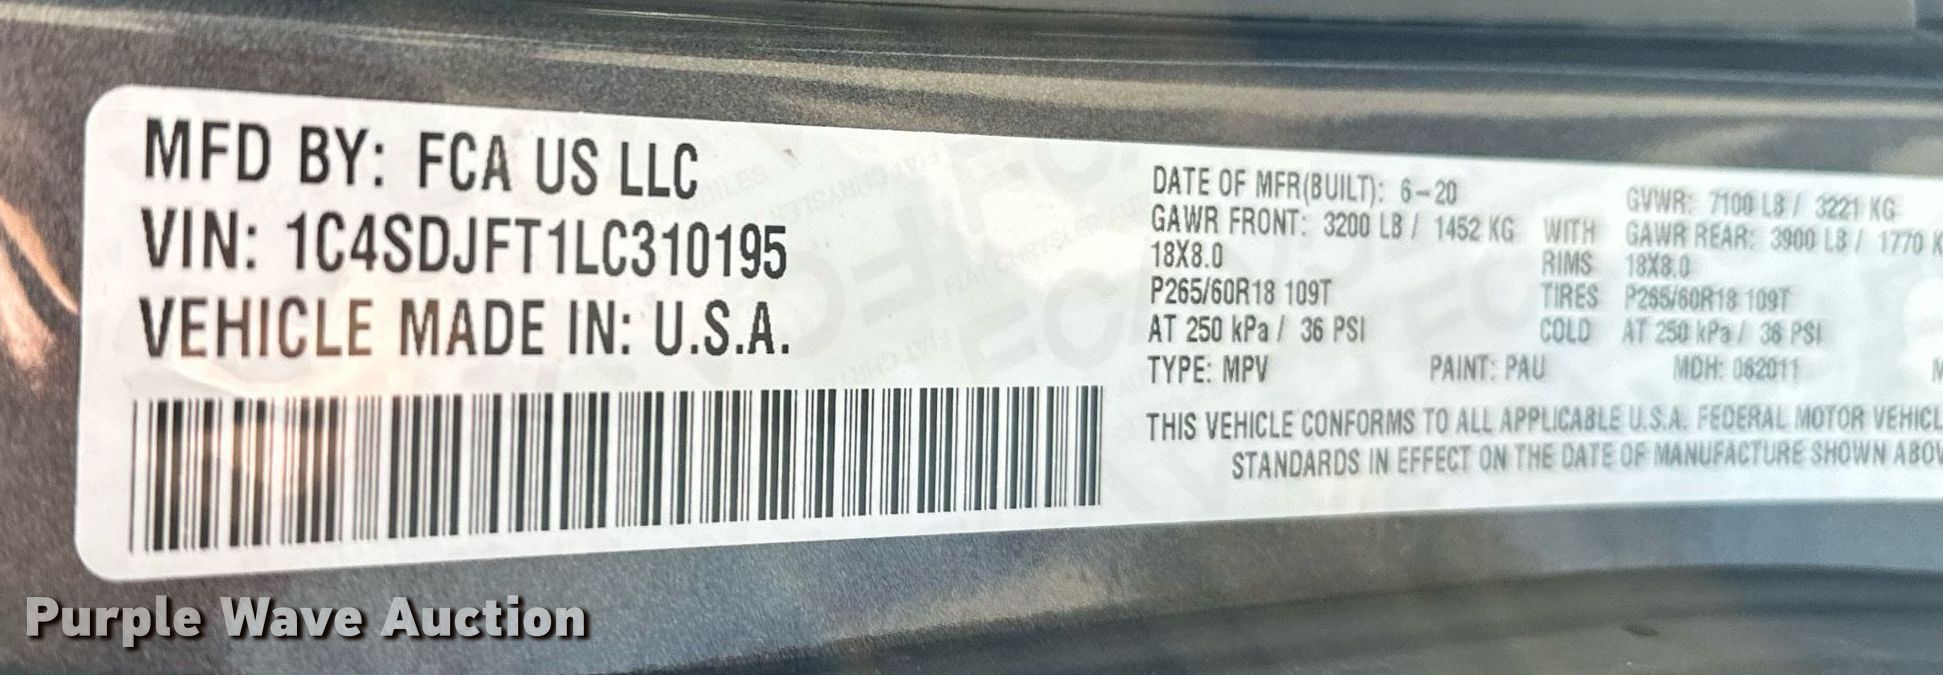 MFD BY: FCA US LLC
VIN: 1C4SDJFT1LC310195
VEHICLE MADE IN: U.S.A.
DATE OF MFR(BUILT): 6-20 GVWR: 7100 LB / 3221 KG
GAWR FRONT: 3200 LB / 1452 KG WITH GAWR REAR: 3900 LB / 1770 K
18X8.0 RIMS 18X8.0
P265/60R18 109T TIRES P265/60R18 109T
AT 250 kPa / 36 PSI COLD AT 250 kPa / 36 PSI
TYPE: MPV PAINT: PAU MDH: 062011 M
THIS VEHICLE CONFORMS TO ALL APPLICABLE U.S.A. FEDERAL MOTOR VEHICL
STANDARDS IN EFFECT ON THE DATE OF MANUFACTURE SHOWN ABOV
Purple Wave Auction